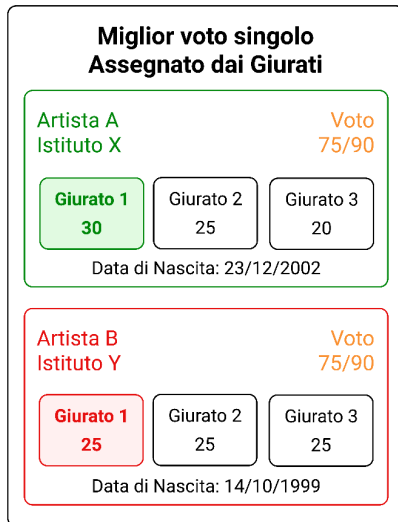 Miglior voto singolo
Assegnato dai Giurati
Artista A Voto
Istituto X 75/90
Giurato 1 Giurato 2 Giurato 3
30 25 20
Data di Nascita: 23/12/2002
Artista B Voto
Istituto Y 75/90
Giurato 1 Giurato 2 Giurato 3
25 25 25
Data di Nascita: 14/10/1999